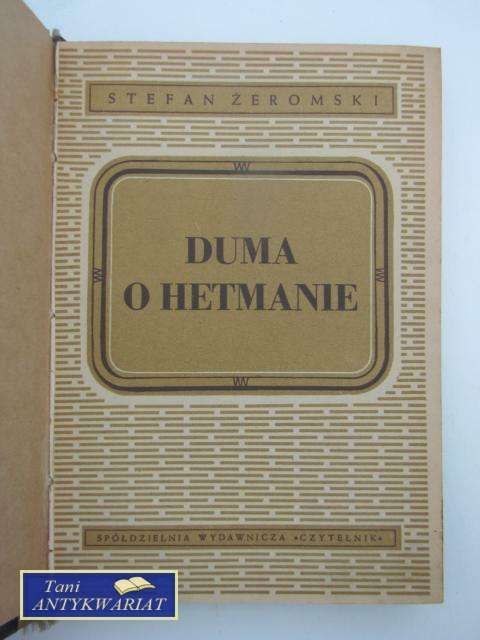 STEFAN ŻEROMSKI
DUMA
O HETMANIE
SPÓŁDZIELNIA WYDAWNICZA «CZYTELNIK»
Tani
ANTYKWARIAT